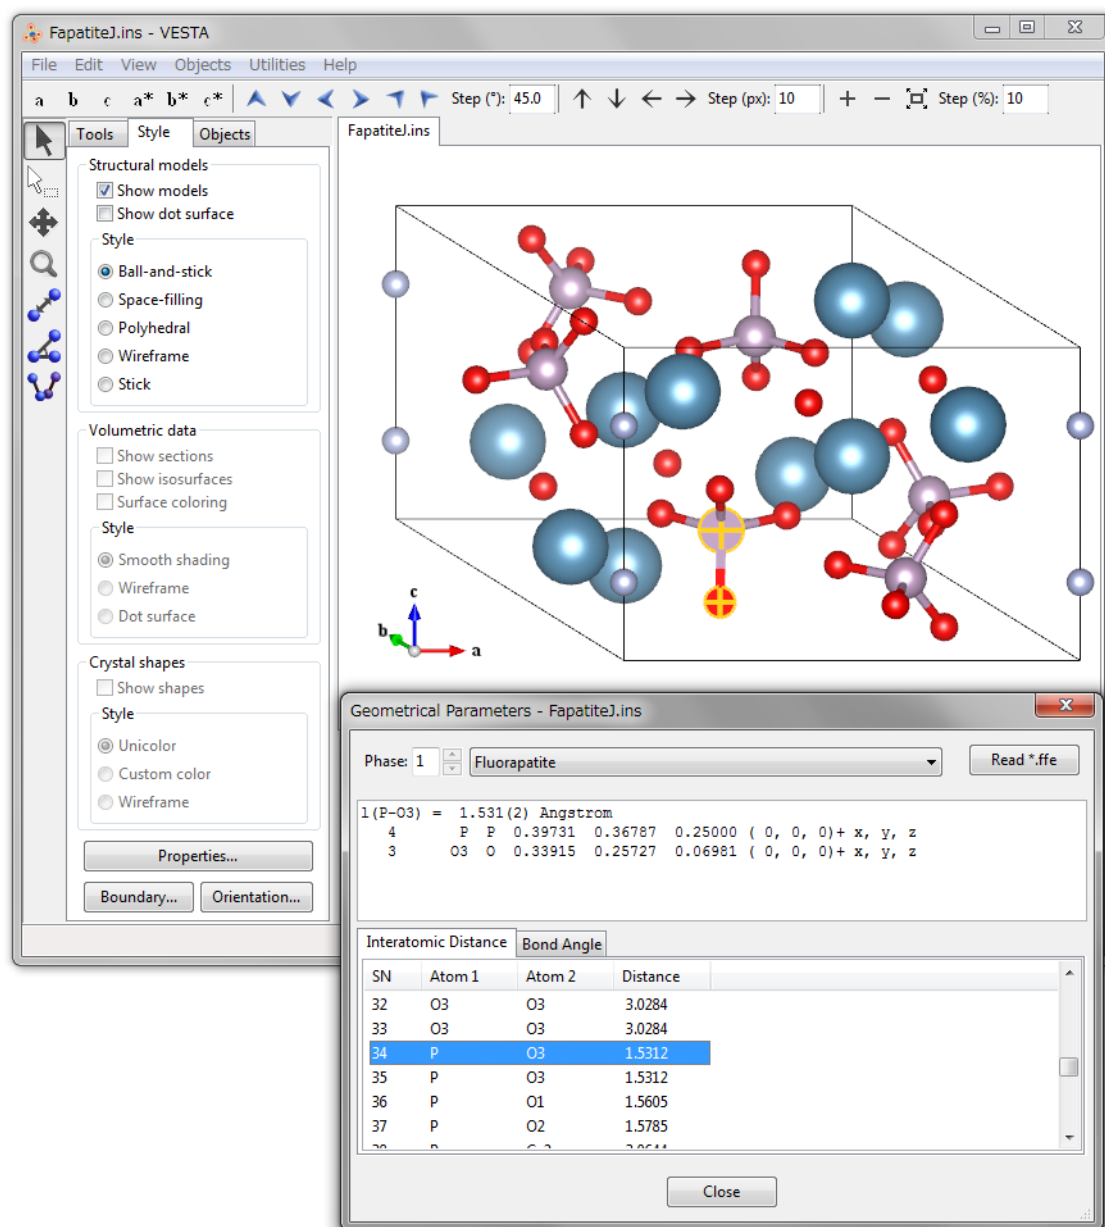 FapatiteJ.ins - VESTA
File Edit View Objects Utilities Help
a b c a* b* c* Step (°): 45.0 Step (px): 10 Step (%): 10
Tools Style Objects
FapatiteJ.ins
Structural models
Show models
Show dot surface
Style
Ball-and-stick
Space-filling
Polyhedral
Wireframe
Stick
Volumetric data
Show sections
Show isosurfaces
Surface coloring
Style
Smooth shading
Wireframe
Dot surface
Crystal shapes
Show shapes
Style
Unicolor
Custom color
Wireframe
Properties...
Boundary... Orientation...
c
b
a
Geometrical Parameters - FapatiteJ.ins
Phase: 1 Fluorapatite Read *.ffe
l(P-O3) = 1.531(2) Angstrom
4 P P 0.39731 0.36787 0.25000 ( 0, 0, 0)+ x, y, z
3 O3 O 0.33915 0.25727 0.06981 ( 0, 0, 0)+ x, y, z
Interatomic Distance Bond Angle
SN Atom 1 Atom 2 Distance
32 O3 O3 3.0284
33 O3 O3 3.0284
34 P O3 1.5312
35 P O3 1.5312
36 P O1 1.5605
37 P O2 1.5785
Close